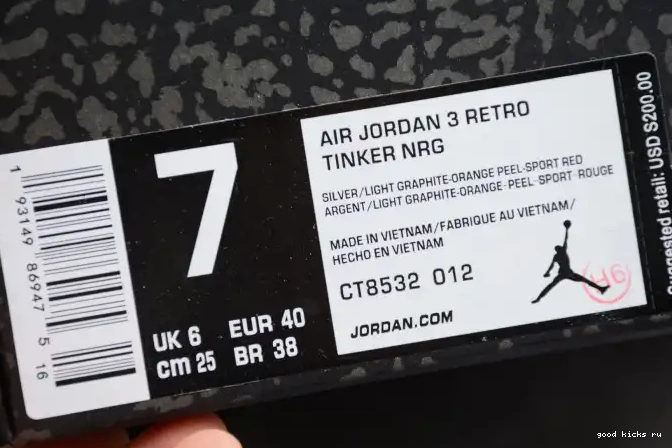 1 93149 86947 5 16
7
UK 6 EUR 40
cm 25 BR 38
AIR JORDAN 3 RETRO
TINKER NRG
SILVER/LIGHT GRAPHITE-ORANGE PEEL-SPORT RED
ARGENT/LIGHT GRAPHITE-ORANGE-PEEL-SPORT-ROUGE
MADE IN VIETNAM/FABRIQUE AU VIETNAM/
HECHO EN VIETNAM
CT8532 012
JORDAN.COM
Suggested retail: USD S200.00
good kicks ru